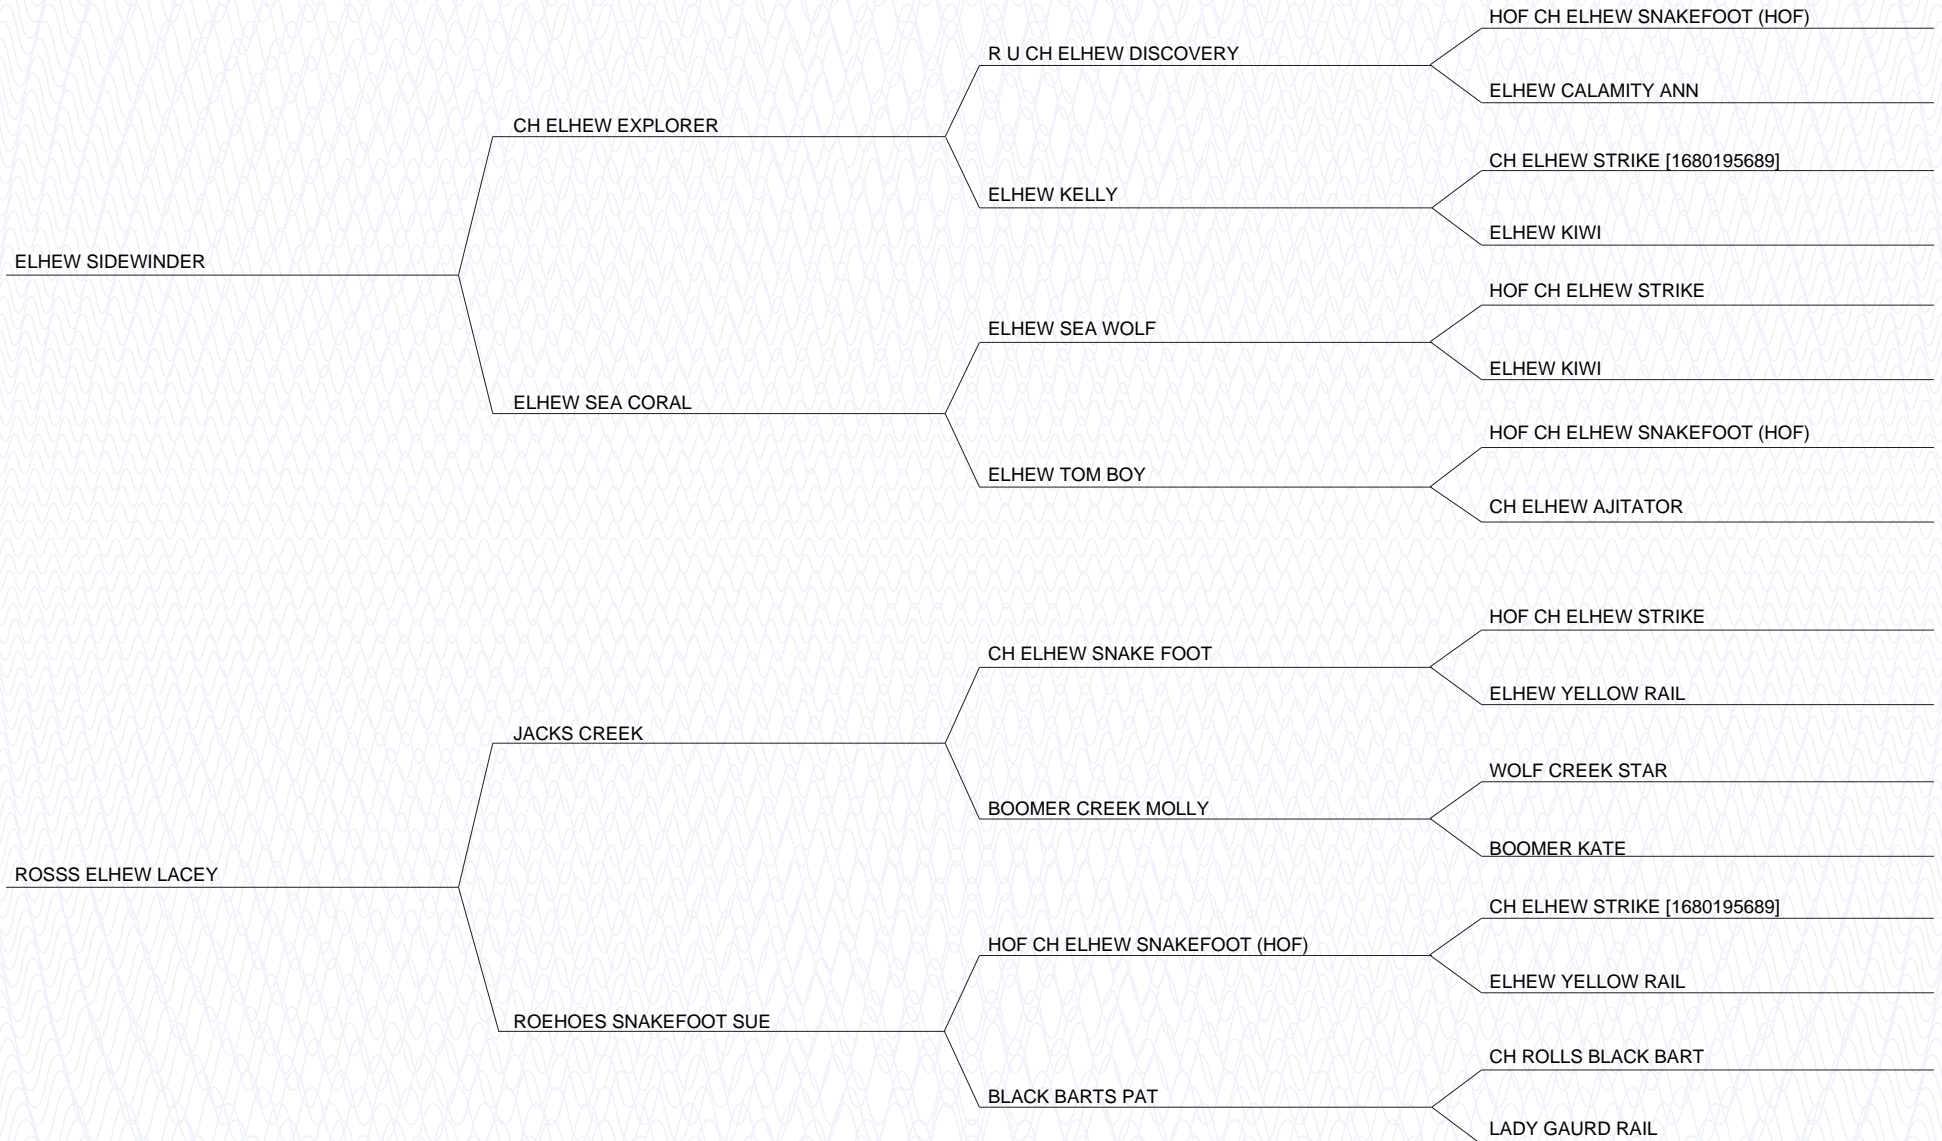 HOF CH ELHEW SNAKEFOOT (HOF)
R U CH ELHEW DISCOVERY
ELHEW CALAMITY ANN
CH ELHEW EXPLORER
CH ELHEW STRIKE [1680195689]
ELHEW KELLY
ELHEW KIWI
ELHEW SIDEWINDER
HOF CH ELHEW STRIKE
ELHEW SEA WOLF
ELHEW KIWI
ELHEW SEA CORAL
HOF CH ELHEW SNAKEFOOT (HOF)
ELHEW TOM BOY
CH ELHEW AJITATOR
HOF CH ELHEW STRIKE
CH ELHEW SNAKE FOOT
ELHEW YELLOW RAIL
JACKS CREEK
WOLF CREEK STAR
BOOMER CREEK MOLLY
BOOMER KATE
ROSSS ELHEW LACEY
CH ELHEW STRIKE [1680195689]
HOF CH ELHEW SNAKEFOOT (HOF)
ELHEW YELLOW RAIL
ROEHOES SNAKEFOOT SUE
CH ROLLS BLACK BART
BLACK BARTS PAT
LADY GAURD RAIL